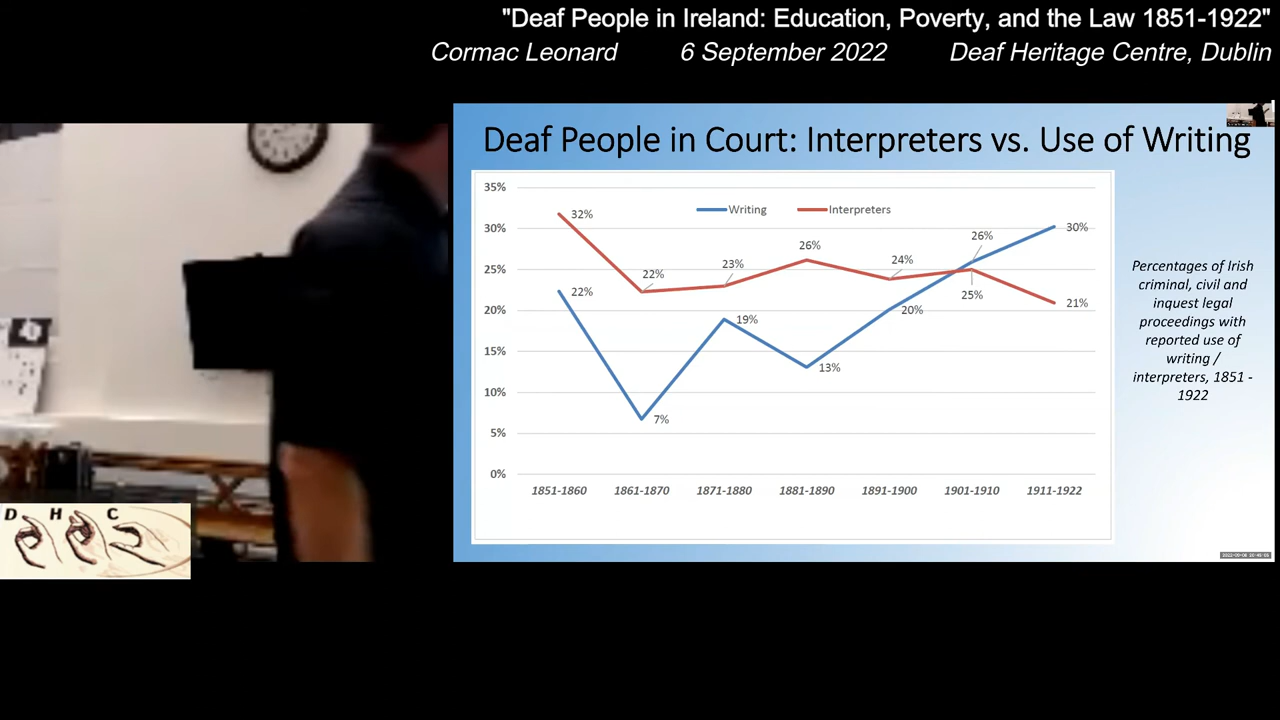 "Deaf People in Ireland: Education, Poverty, and the Law 1851-1922"
Cormac Leonard 6 September 2022 Deaf Heritage Centre, Dublin
Deaf People in Court: Interpreters vs. Use of Writing
35%
30%
25%
20%
15%
10%
5%
0%
Writing Interpreters
32%
22%
23%
26%
24%
25%
21%
22%
7%
19%
13%
20%
26%
30%
1851-1860 1861-1870 1871-1880 1881-1890 1891-1900 1901-1910 1911-1922
Percentages of Irish
criminal, civil and
inquest legal
proceedings with
reported use of
writing /
interpreters, 1851 -
1922
D H C